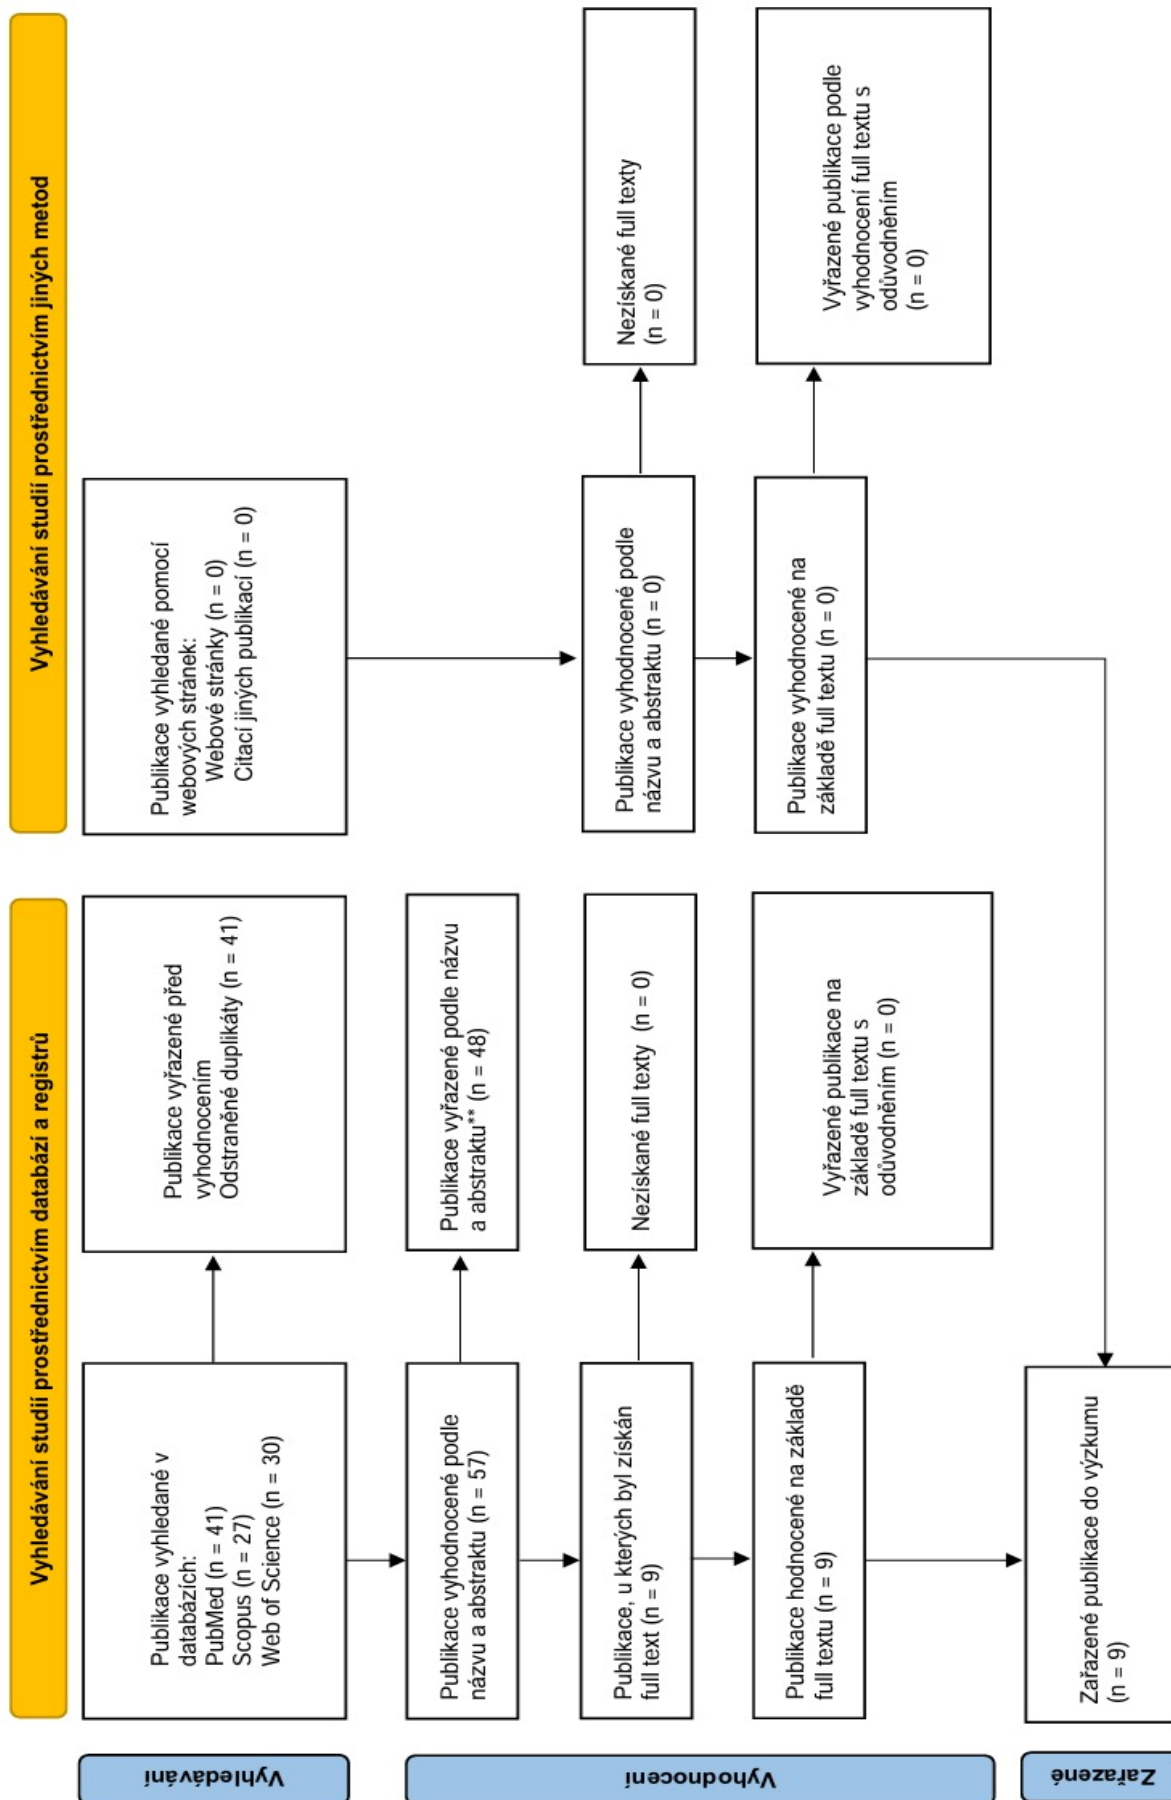 Vyhledávání studií prostřednictvím databází a registrů
Vyhledávání studií prostřednictvím jiných metod
Vyhledávání
Publikace vyhledané v
databázích:
PubMed (n = 41)
Scopus (n = 27)
Web of Science (n = 30)
Publikace vyřazené před
vyhodnocením
Odstraněné duplikáty (n = 41)
Publikace vyhledané pomocí
webových stránek:
Webové stránky (n = 0)
Citací jiných publikací (n = 0)
Vyhodnocení
Publikace vyhodnocené podle
názvu a abstraktu (n = 57)
Publikace vyřazené podle názvu
a abstraktu** (n = 48)
Publikace, u kterých byl získán
full text (n = 9)
Nezískané full texty (n = 0)
Publikace vyhodnocené podle
názvu a abstraktu (n = 0)
Nezískané full texty
(n = 0)
Publikace hodnocené na základě
full textu (n = 9)
Vyřazené publikace na
základě full textu s
odůvodněním (n = 0)
Publikace vyhodnocené na
základě full textu (n = 0)
Vyřazené publikace podle
vyhodnocení full textu s
odůvodněním
(n = 0)
Zařazené
Zařazené publikace do výzkumu
(n = 9)